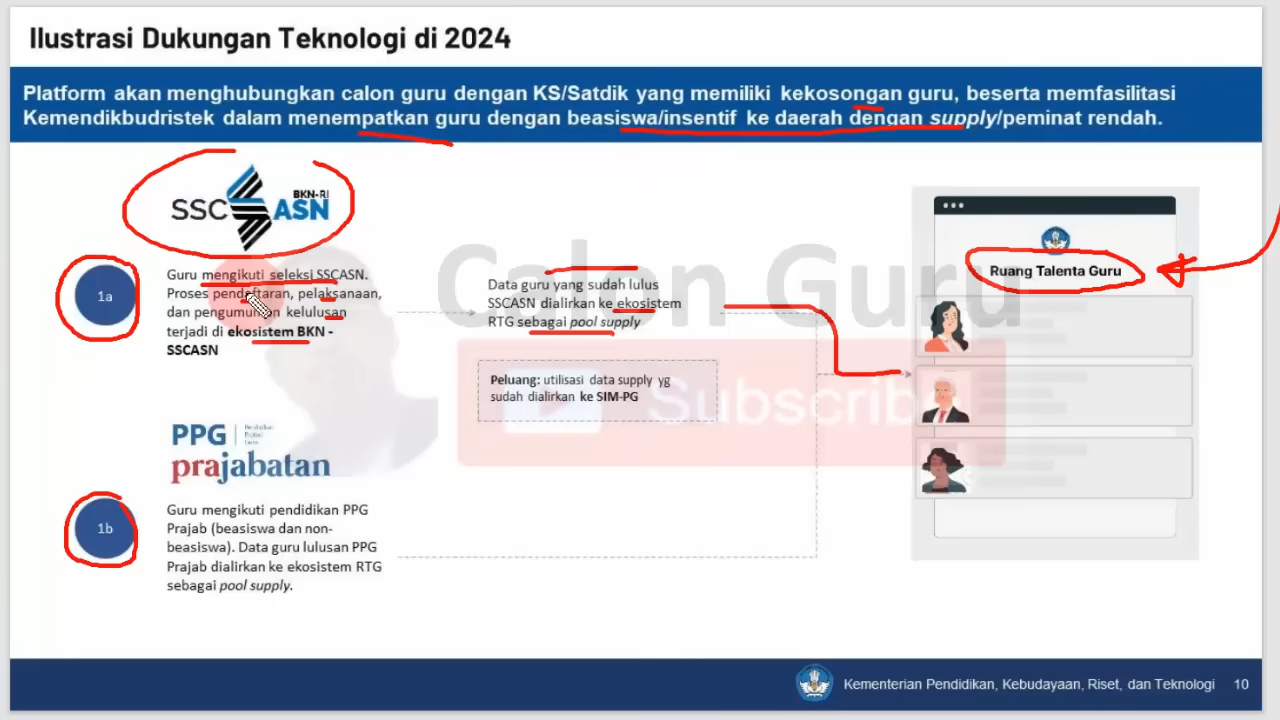 Ilustrasi Dukungan Teknologi di 2024
Platform akan menghubungkan calon guru dengan KS/Satdik yang memiliki kekosongan guru, beserta memfasilitasi
Kemendikbudristek dalam menempatkan guru dengan beasiswa/insentif ke daerah dengan supply/peminat rendah.
SSC ASN
BKN-RI
1a
Guru mengikuti seleksi SSCASN.
Proses pendaftaran, pelaksanaan,
dan pengumuman kelulusan
terjadi di ekosistem BKN -
SSCASN
Data guru yang sudah lulus
SSCASN dialirkan ke ekosistem
RTG sebagai pool supply
Peluang: utilisasi data supply yg
sudah dialirkan ke SIM-PG
Ruang Talenta Guru
Calon Guru
Subscribe
PPG
Pendidikan
Profesi
Guru
prajabatan
1b
Guru mengikuti pendidikan PPG
Prajab (beasiswa dan non-
beasiswa). Data guru lulusan PPG
Prajab dialirkan ke ekosistem RTG
sebagai pool supply.
Kementerian Pendidikan, Kebudayaan, Riset, dan Teknologi 10